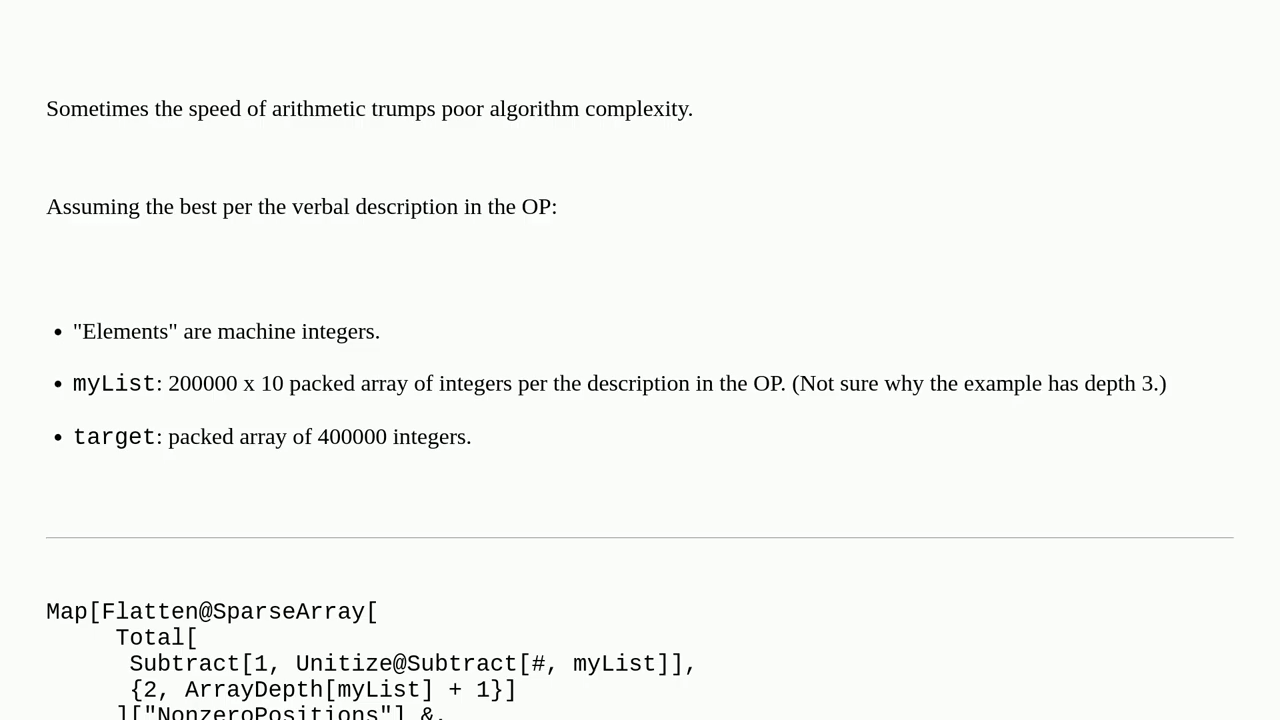 Sometimes the speed of arithmetic trumps poor algorithm complexity.
Assuming the best per the verbal description in the OP:
• "Elements" are machine integers.
• myList: 200000 x 10 packed array of integers per the description in the OP. (Not sure why the example has depth 3.)
• target: packed array of 400000 integers.
Map[Flatten@SparseArray[
     Total[
      Subtract[1, Unitize@Subtract[#, myList]],
      {2, ArrayDepth[myList] + 1}]
     ]["NonzeroPositions"] &,